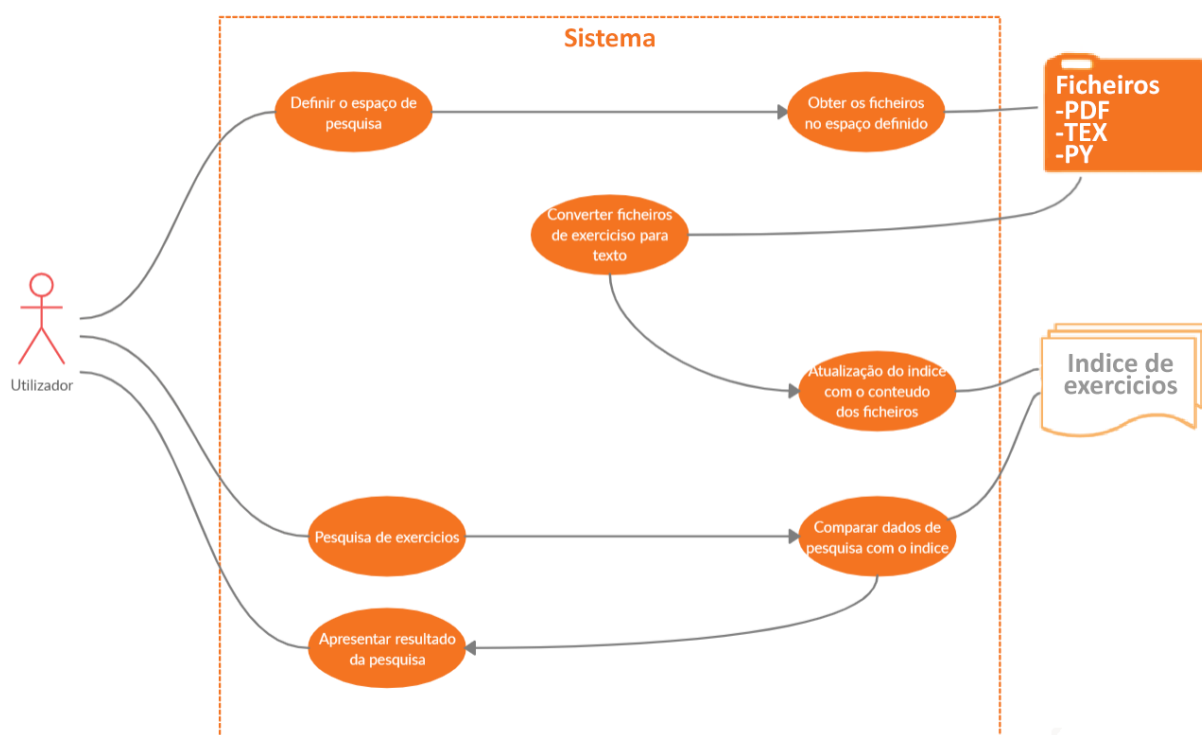 Sistema
Definir o espaço de
pesquisa
Obter os ficheiros
no espaço definido
Ficheiros
-PDF
-TEX
-PY
Converter ficheiros
de exerciciso para
texto
Utilizador
Atualização do indice
com o conteudo
dos ficheiros
Indice de
exercicios
Pesquisa de exercicios
Comparar dados de
pesquisa com o indice
Apresentar resultado
da pesquisa